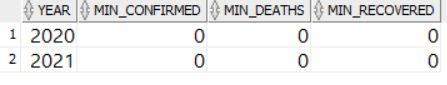 YEAR MIN_CONFIRMED MIN_DEATHS MIN_RECOVERED
1 2020 0 0 0
2 2021 0 0 0